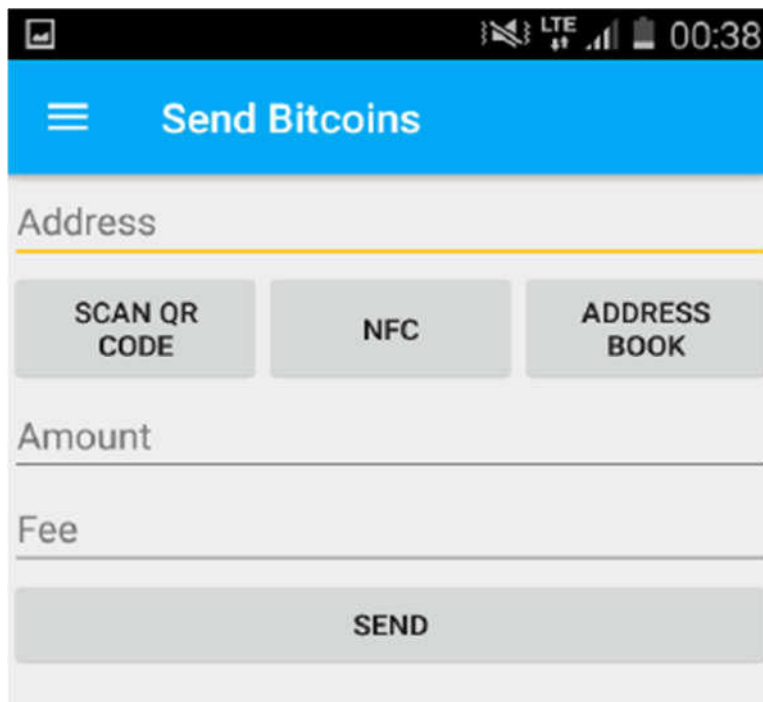 LTE 00:38
Send Bitcoins
Address
SCAN QR
CODE
NFC
ADDRESS
BOOK
Amount
Fee
SEND